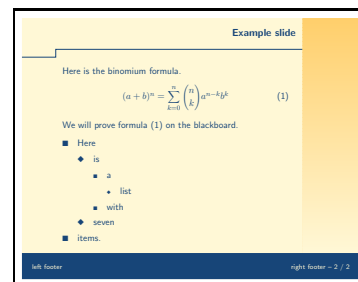 Example slide
Here is the binomium formula.
(a + b)^n = \sum_{k=0}^{n} \binom{n}{k} a^{n-k} b^k (1)
We will prove formula (1) on the blackboard.
■ Here
◆ is
■ a
◆ list
■ with
◆ seven
■ items.
left footer right footer – 2 / 2